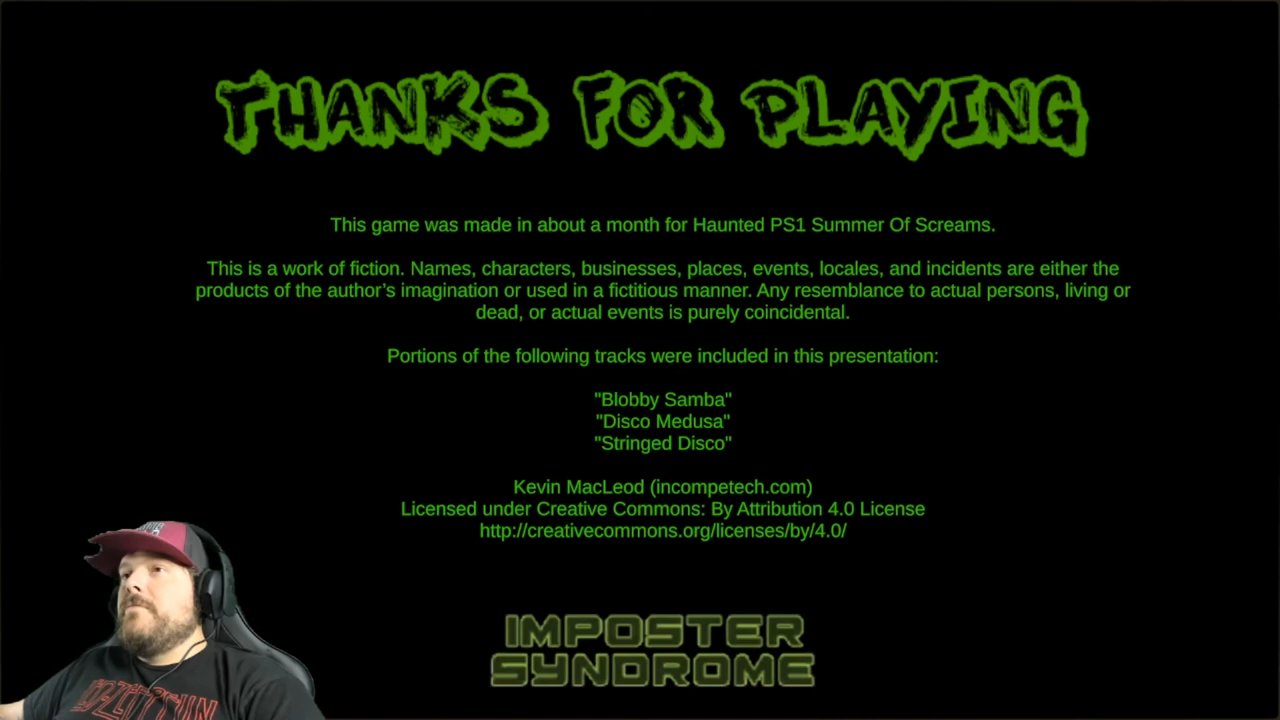 THANKS FOR PLAYING
This game was made in about a month for Haunted PS1 Summer Of Screams.
This is a work of fiction. Names, characters, businesses, places, events, locales, and incidents are either the
products of the author's imagination or used in a fictitious manner. Any resemblance to actual persons, living or
dead, or actual events is purely coincidental.
Portions of the following tracks were included in this presentation:
"Blobby Samba"
"Disco Medusa"
"Stringed Disco"
Kevin MacLeod (incompetech.com)
Licensed under Creative Commons: By Attribution 4.0 License
http://creativecommons.org/licenses/by/4.0/
IMPOSTER
SYNDROME